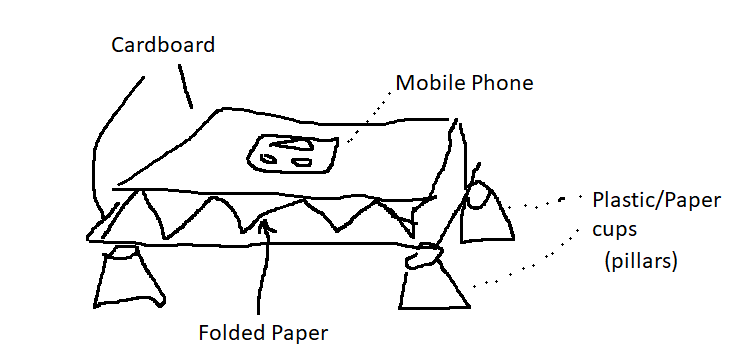 Cardboard
Mobile Phone
Plastic/Paper
cups
(pillars)
Folded Paper